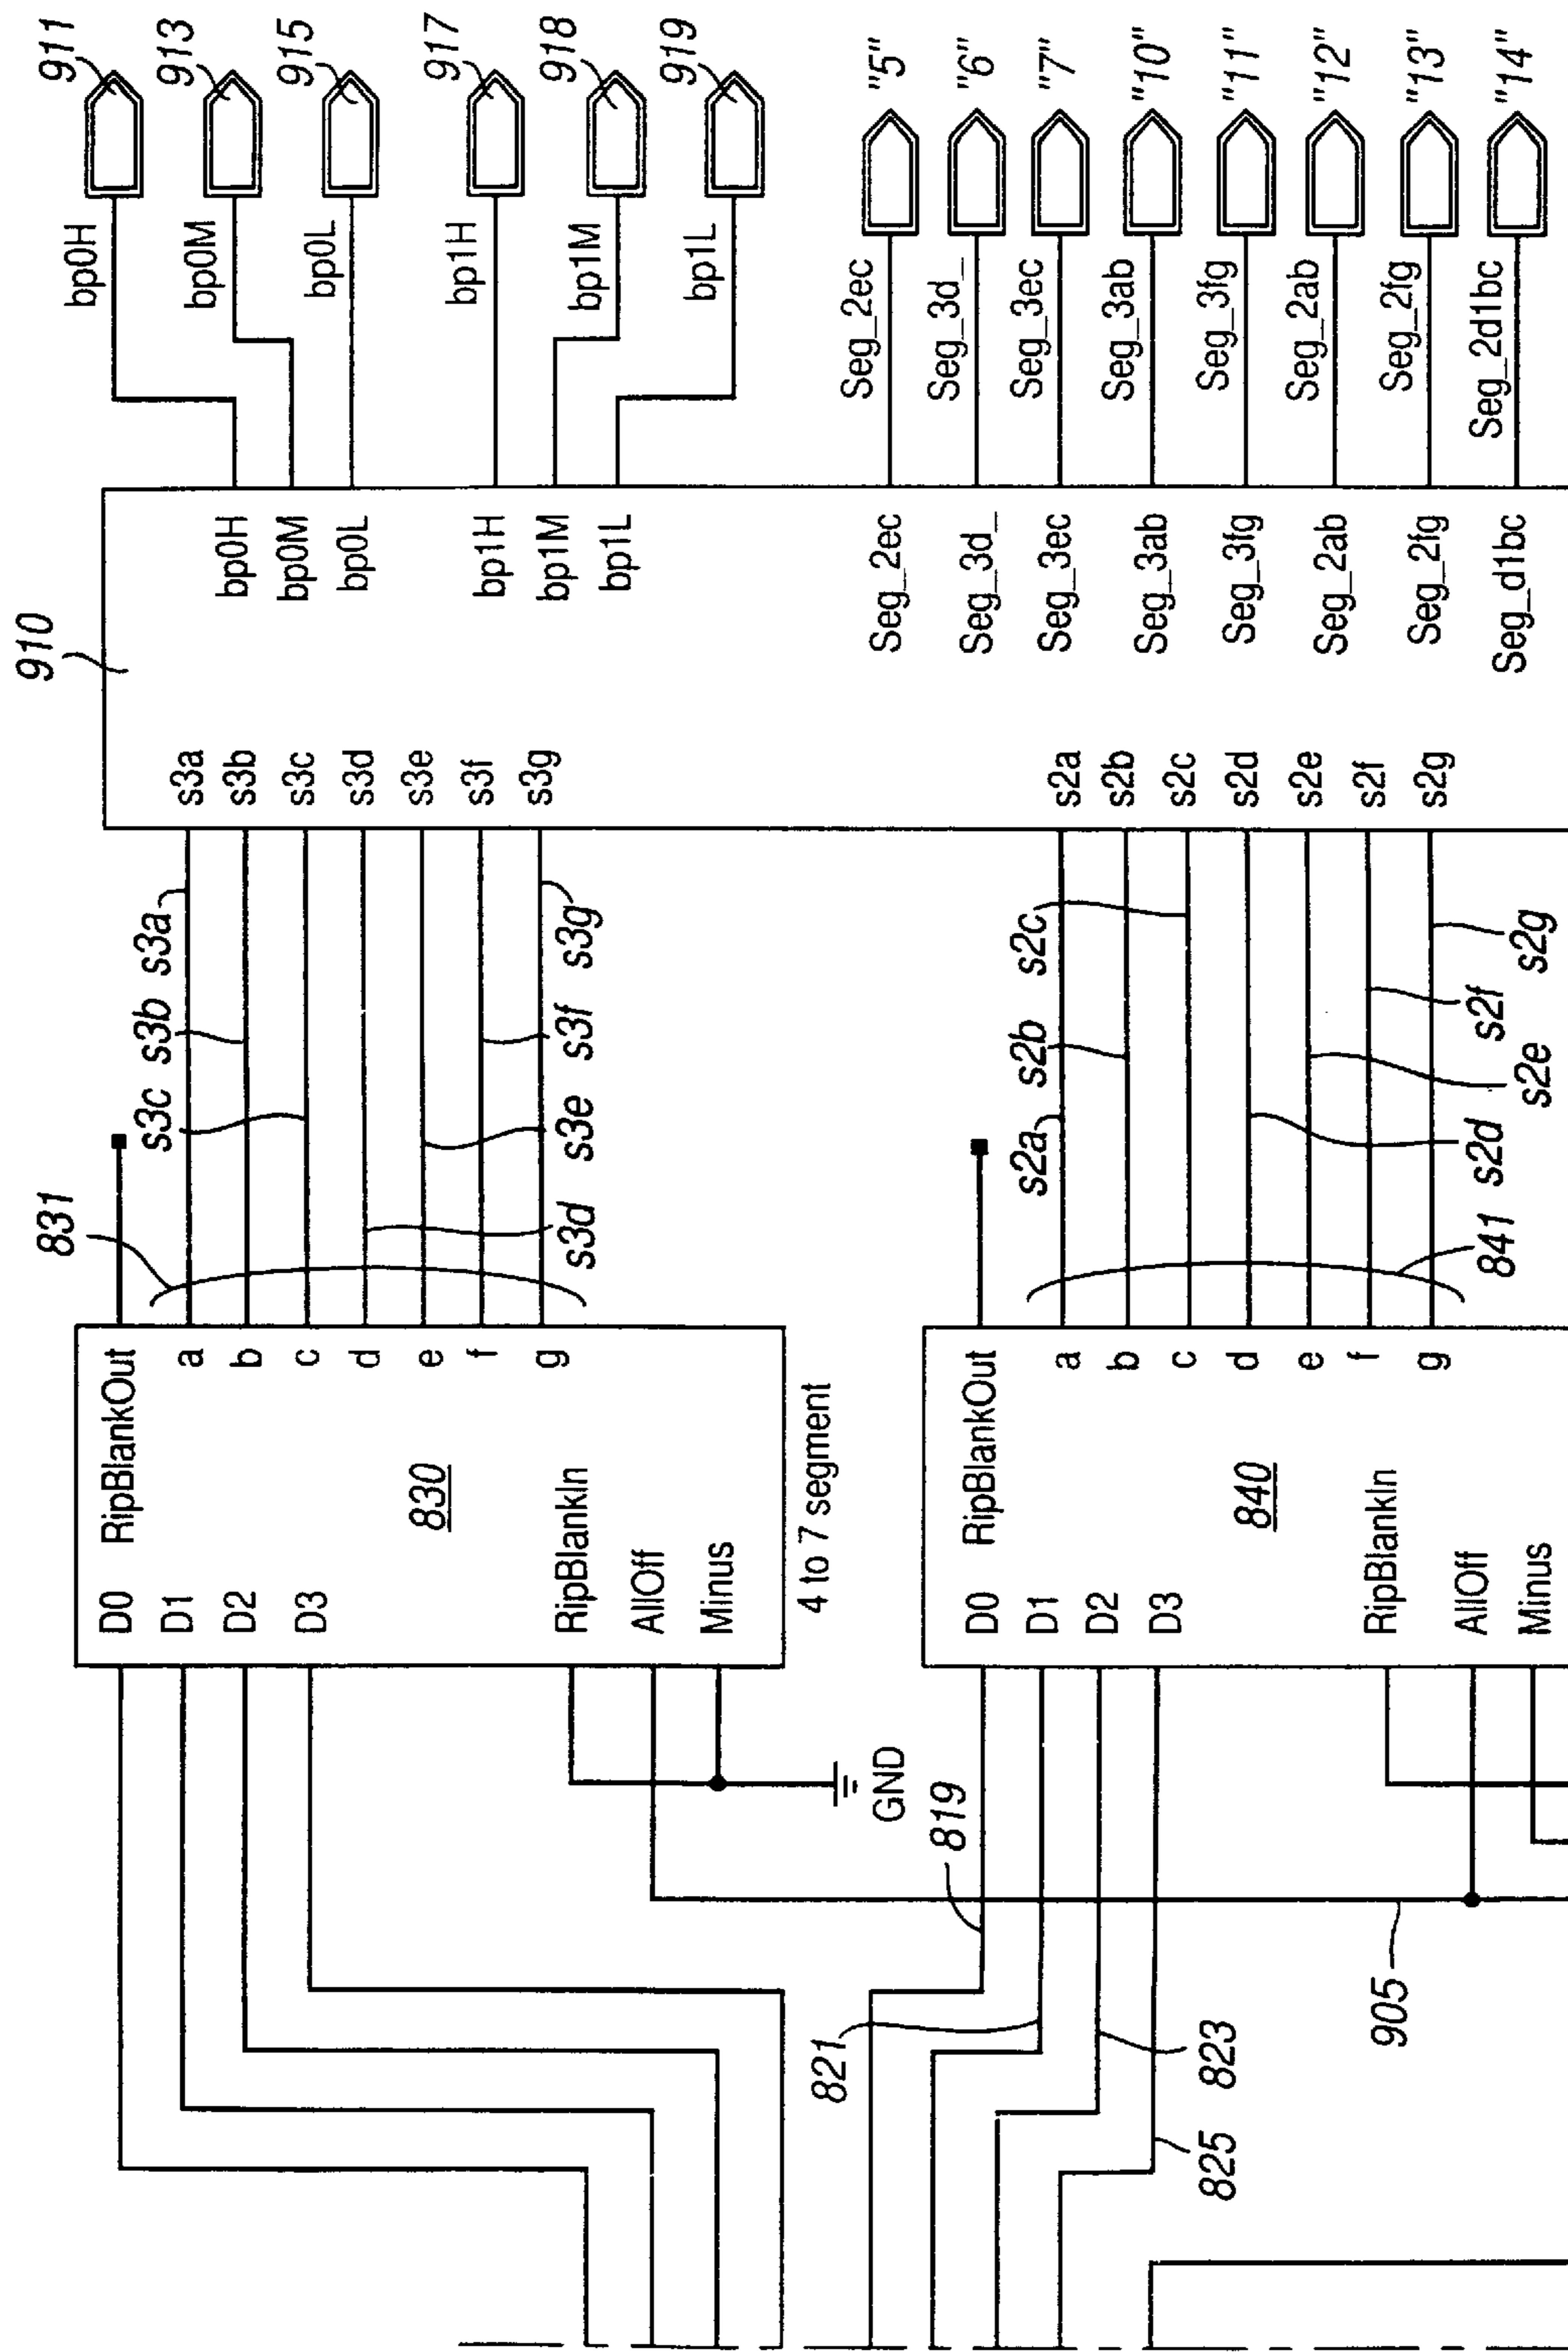 911
913
915
917
918
919
bp0H
bp0M
bp0L
bp1H
bp1M
bp1L
"5"
"6"
"7"
"10"
"11"
"12"
"13"
"14"
Seg_2ec
Seg_3d_
Seg_3ec
Seg_3ab
Seg_3fg
Seg_2ab
Seg_2fg
Seg_2d1bc
910
bp0H
bp0M
bp0L
bp1H
bp1M
bp1L
Seg_2ec
Seg_3d_
Seg_3ec
Seg_3ab
Seg_3fg
Seg_2ab
Seg_2fg
Seg_d1bc
s3a
s3b
s3c
s3d
s3e
s3f
s3g
s2a
s2b
s2c
s2d
s2e
s2f
s2g
s3a
s3b
s3c
s3g
s3f
s3e
s3d
s2c
s2b
s2a
s2g
s2f
s2e
s2d
831
841
RipBlankOut
a
b
c
d
e
f
g
830
D0
D1
D2
D3
RipBlankIn
AllOff
Minus
4 to 7 segment
RipBlankOut
a
b
c
d
e
f
g
840
D0
D1
D2
D3
RipBlankIn
AllOff
Minus
GND
819
821
823
825
905